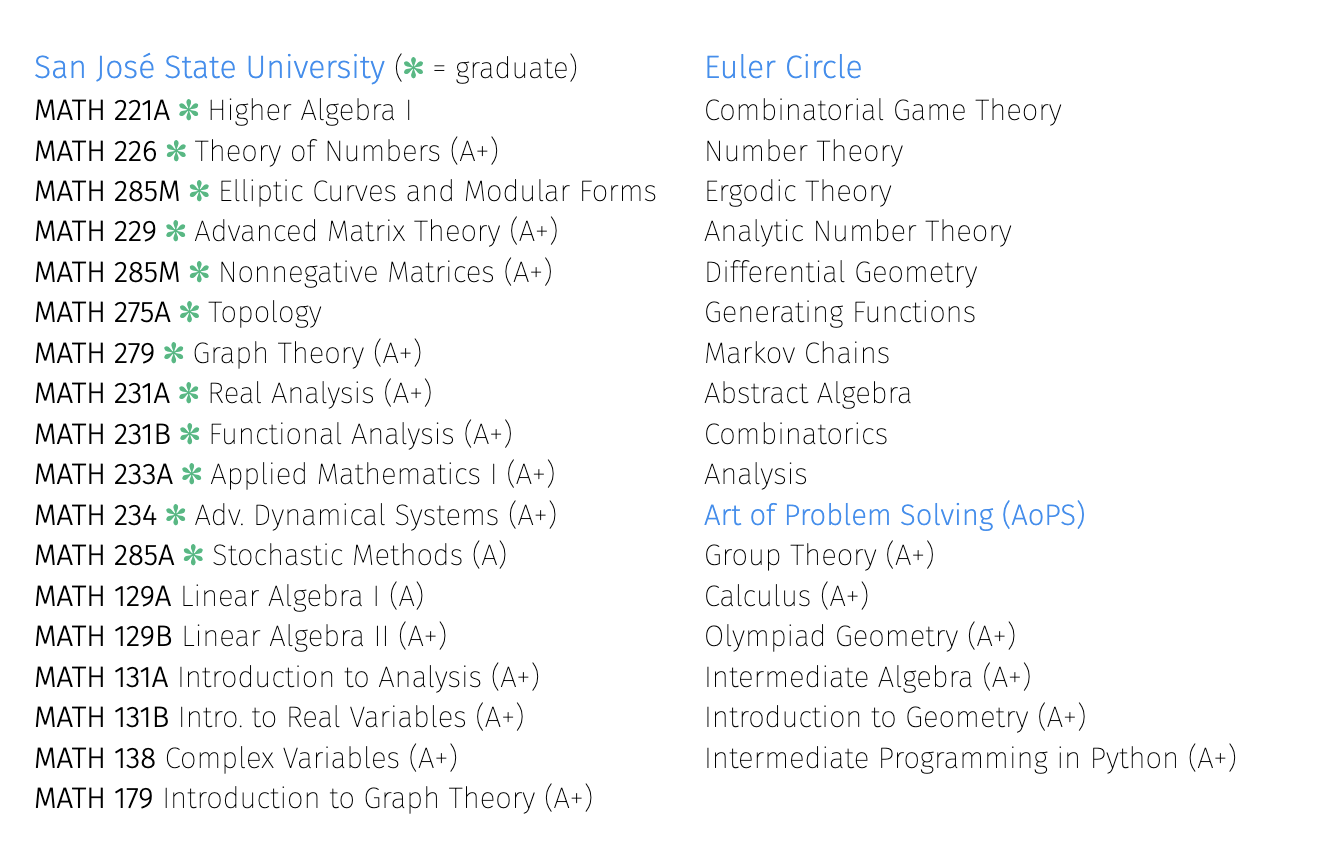 San José State University (✻ = graduate)
MATH 221A ✻ Higher Algebra I
MATH 226 ✻ Theory of Numbers (A+)
MATH 285M ✻ Elliptic Curves and Modular Forms
MATH 229 ✻ Advanced Matrix Theory (A+)
MATH 285M ✻ Nonnegative Matrices (A+)
MATH 275A ✻ Topology
MATH 279 ✻ Graph Theory (A+)
MATH 231A ✻ Real Analysis (A+)
MATH 231B ✻ Functional Analysis (A+)
MATH 233A ✻ Applied Mathematics I (A+)
MATH 234 ✻ Adv. Dynamical Systems (A+)
MATH 285A ✻ Stochastic Methods (A)
MATH 129A Linear Algebra I (A)
MATH 129B Linear Algebra II (A+)
MATH 131A Introduction to Analysis (A+)
MATH 131B Intro. to Real Variables (A+)
MATH 138 Complex Variables (A+)
MATH 179 Introduction to Graph Theory (A+)
Euler Circle
Combinatorial Game Theory
Number Theory
Ergodic Theory
Analytic Number Theory
Differential Geometry
Generating Functions
Markov Chains
Abstract Algebra
Combinatorics
Analysis
Art of Problem Solving (AoPS)
Group Theory (A+)
Calculus (A+)
Olympiad Geometry (A+)
Intermediate Algebra (A+)
Introduction to Geometry (A+)
Intermediate Programming in Python (A+)